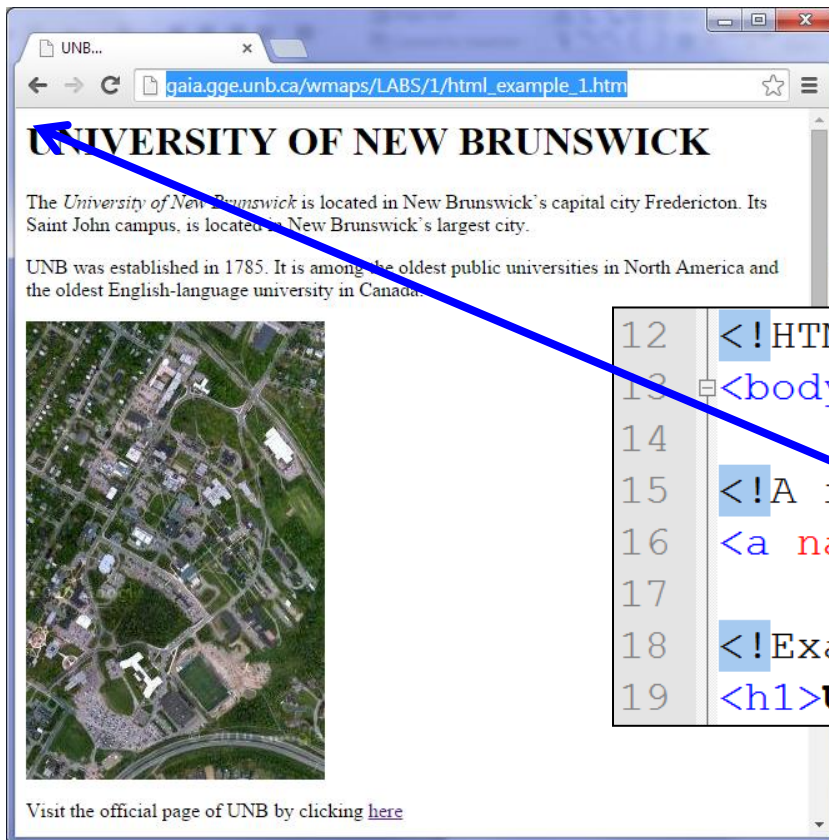 UNB...
gaia.gge.unb.ca/wmaps/LABS/1/html_example_1.htm
UNIVERSITY OF NEW BRUNSWICK
The University of New Brunswick is located in New Brunswick`s capital city Fredericton. Its
Saint John campus, is located in New Brunswick`s largest city.
UNB was established in 1785. It is among the oldest public universities in North America and
the oldest English-language university in Canada.
Visit the official page of UNB by clicking here
12 <!HTM
13 <body
14
15 <!A
16 <a na
17
18 <!Exa
19 <h1>U